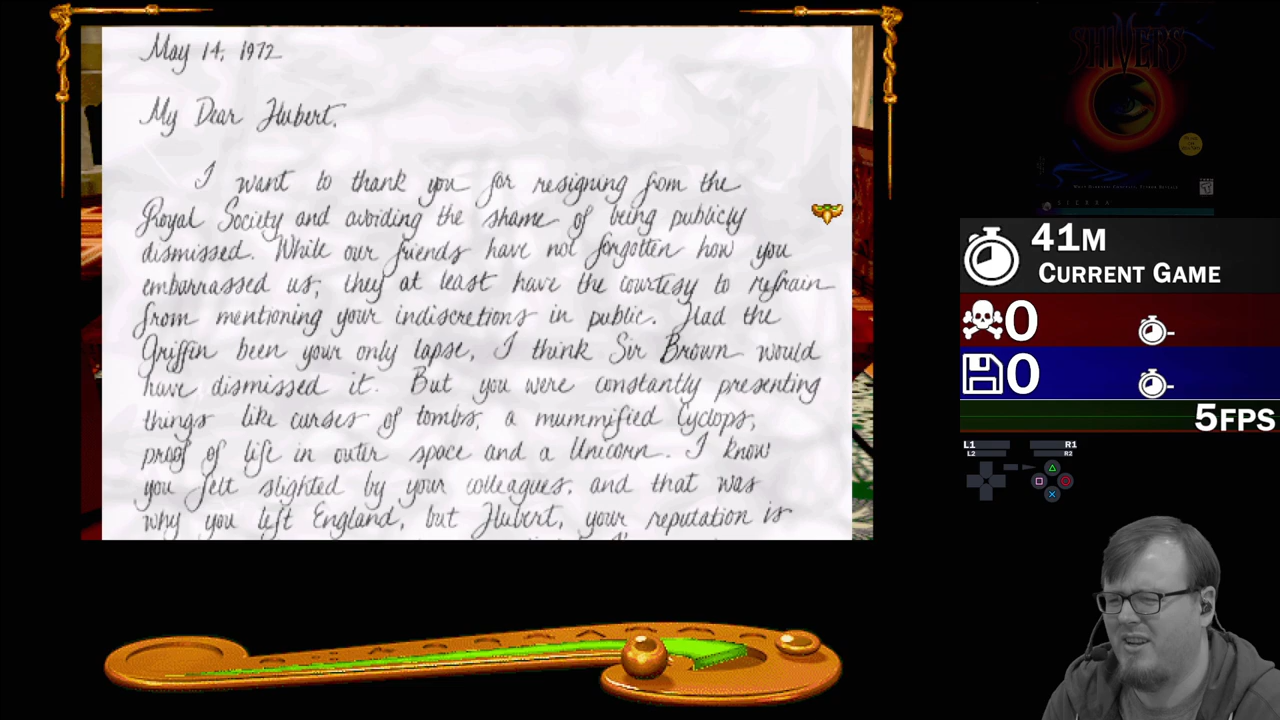 May 14, 1972
My Dear Hubert,
I want to thank you for resigning from the
Royal Society and avoiding the shame of being publicly
dismissed. While our friends have not forgotten how you
embarrassed us, they at least have the courtesy to refrain
from mentioning your indiscretions in public. Had the
Griffin been your only lapse, I think Sir Brown would
have dismissed it. But you were constantly presenting
things like curses of tombs, a mummified Cyclops,
proof of life in outer space and a Unicorn. I know
you felt slighted by your colleagues, and that was
why you left England, but Hubert, your reputation is
SHIVERS
SIERRA
41M
CURRENT GAME
0
0
5FPS
L1
R1
L2
R2